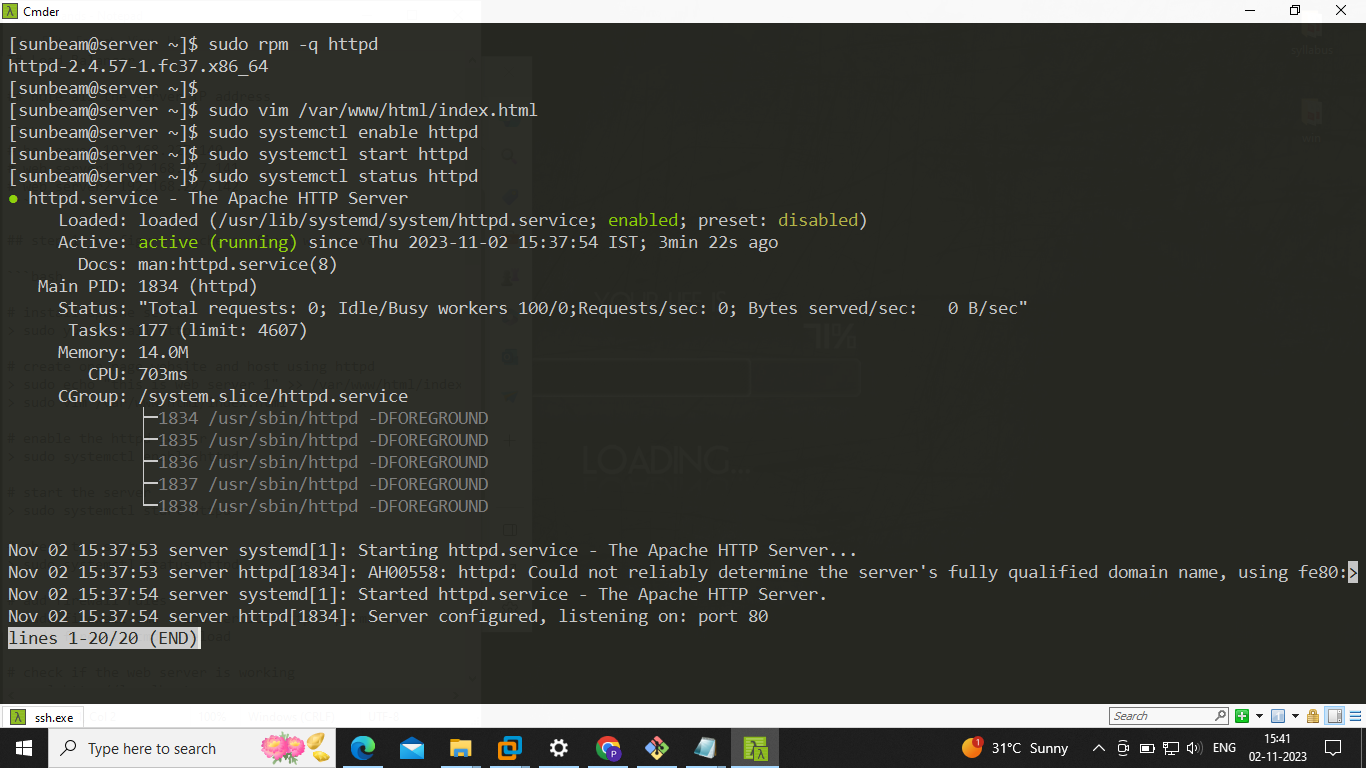 Cmder
[sunbeam@server ~]$ sudo rpm -q httpd
httpd-2.4.57-1.fc37.x86_64
[sunbeam@server ~]$
[sunbeam@server ~]$ sudo vim /var/www/html/index.html
[sunbeam@server ~]$ sudo systemctl enable httpd
[sunbeam@server ~]$ sudo systemctl start httpd
[sunbeam@server ~]$ sudo systemctl status httpd
● httpd.service - The Apache HTTP Server
Loaded: loaded (/usr/lib/systemd/system/httpd.service; enabled; preset: disabled)
Active: active (running) since Thu 2023-11-02 15:37:54 IST; 3min 22s ago
Docs: man:httpd.service(8)
Main PID: 1834 (httpd)
Status: "Total requests: 0; Idle/Busy workers 100/0;Requests/sec: 0; Bytes served/sec:   0 B/sec"
Tasks: 177 (limit: 4607)
Memory: 14.0M
CPU: 703ms
CGroup: /system.slice/httpd.service
├─1834 /usr/sbin/httpd -DFOREGROUND
├─1835 /usr/sbin/httpd -DFOREGROUND
├─1836 /usr/sbin/httpd -DFOREGROUND
├─1837 /usr/sbin/httpd -DFOREGROUND
└─1838 /usr/sbin/httpd -DFOREGROUND
71%
LOADING...
Nov 02 15:37:53 server systemd[1]: Starting httpd.service - The Apache HTTP Server...
Nov 02 15:37:53 server httpd[1834]: AH00558: httpd: Could not reliably determine the server's fully qualified domain name, using fe80:>
Nov 02 15:37:54 server systemd[1]: Started httpd.service - The Apache HTTP Server.
Nov 02 15:37:54 server httpd[1834]: Server configured, listening on: port 80
lines 1-20/20 (END)
# check if the web server is working
ssh.exe
Search
Type here to search
31°C Sunny
ENG
15:41
02-11-2023